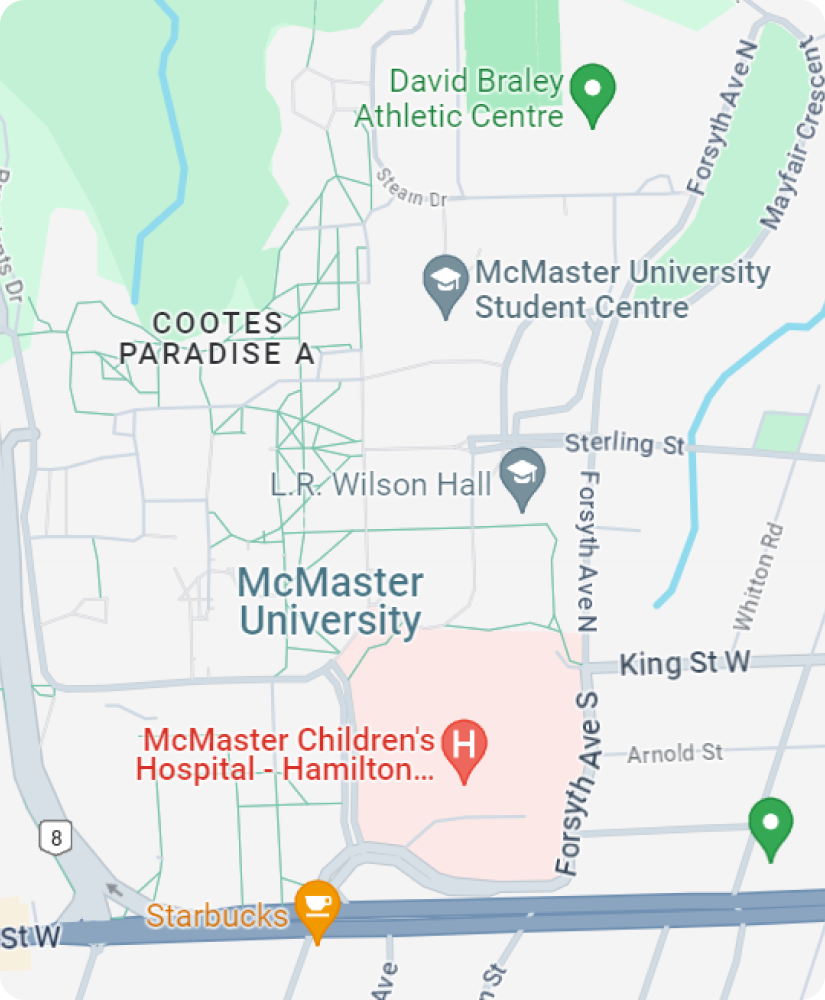 David Braley
Athletic Centre
Forsyth Ave N
Mayfair Crescent
Stearn Dr
McMaster University
Student Centre
COOTES
PARADISE A
Sterling St
L.R. Wilson Hall
Forsyth Ave N
Whitton Rd
McMaster
University
King St W
McMaster Children's
Hospital - Hamilton...
H
Forsyth Ave S
Arnold St
8
Starbucks
St W
Ave
St